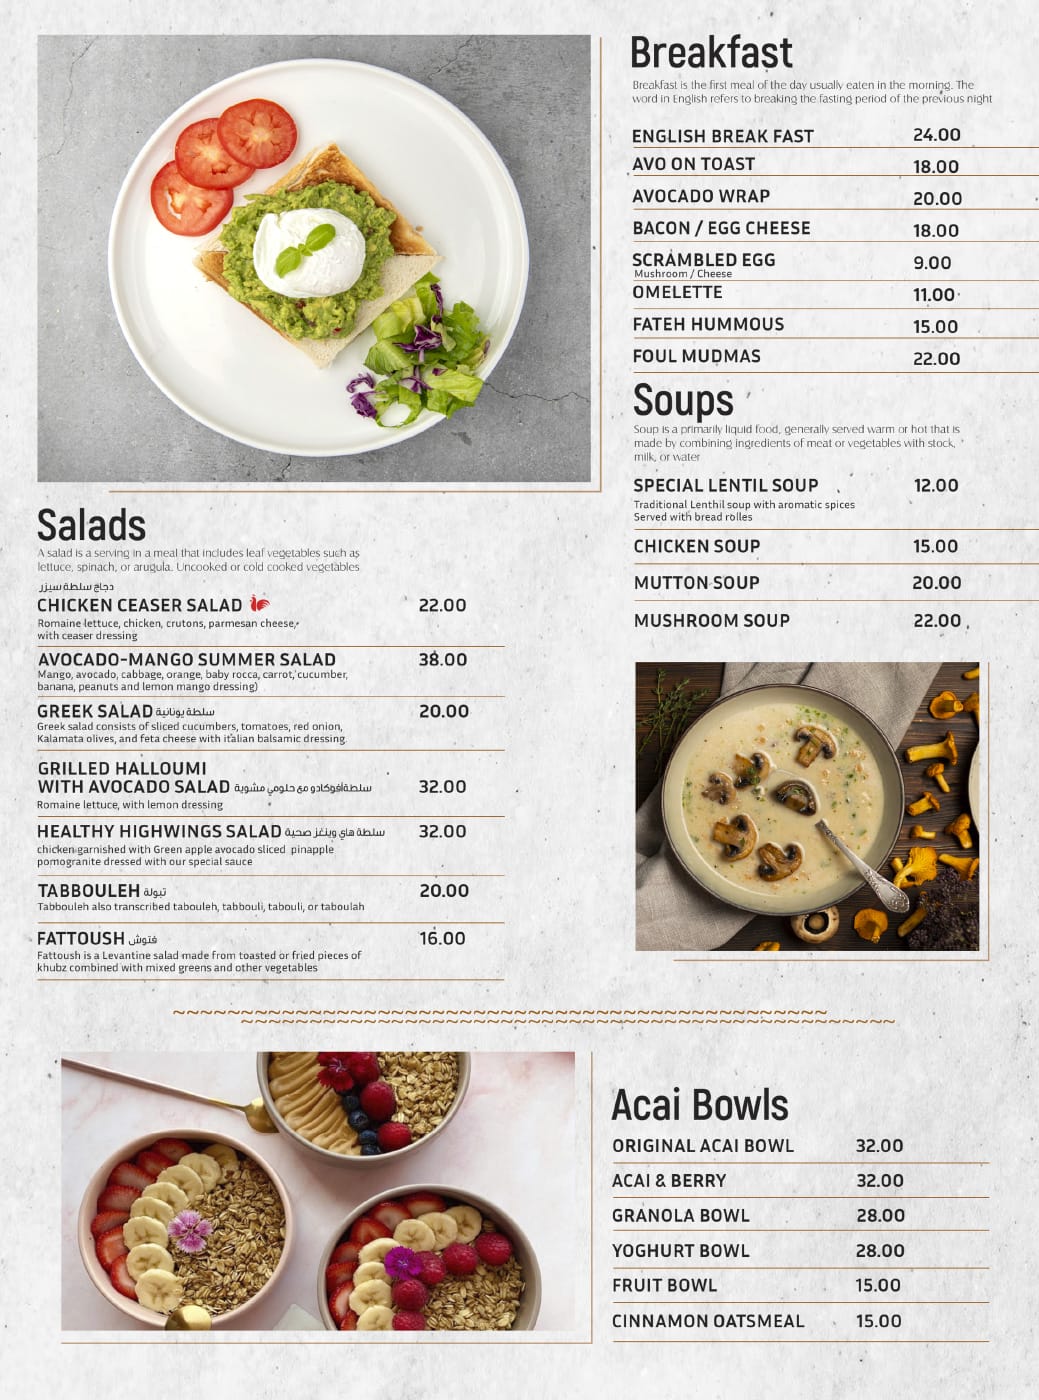 Breakfast
Breakfast is the first meal of the day usually eaten in the morning. The
word in English refers to breaking the fasting period of the previous night
ENGLISH BREAK FAST 24.00
AVO ON TOAST 18.00
AVOCADO WRAP 20.00
BACON / EGG CHEESE 18.00
SCRAMBLED EGG 9.00
Mushroom / Cheese
OMELETTE 11.00
FATEH HUMMOUS 15.00
FOUL MUDMAS 22.00
Soups
Soup is a primarily liquid food, generally served warm or hot that is
made by combining ingredients of meat or vegetables with stock,
milk, or water
SPECIAL LENTIL SOUP 12.00
Traditional Lenthil soup with aromatic spices
Served with bread rolles
CHICKEN SOUP 15.00
MUTTON SOUP 20.00
MUSHROOM SOUP 22.00
Salads
A salad is a serving in a meal that includes leaf vegetables such as
lettuce, spinach, or arugula. Uncooked or cold cooked vegetables
دجاج سلطة سيزر
CHICKEN CEASER SALAD 22.00
Romaine lettuce, chicken, crutons, parmesan cheese,
with ceaser dressing
AVOCADO-MANGO SUMMER SALAD 38.00
Mango, avocado, cabbage, orange, baby rocca, carrot, cucumber,
banana, peanuts and lemon mango dressing)
GREEK SALAD سلطة يونانية 20.00
Greek salad consists of sliced cucumbers, tomatoes, red onion,
Kalamata olives, and feta cheese with italian balsamic dressing.
GRILLED HALLOUMI
WITH AVOCADO SALAD سلطةأفوكادو مع حلومي مشوية 32.00
Romaine lettuce, with lemon dressing
HEALTHY HIGHWINGS SALAD سلطة هاي وينغز صحية 32.00
chicken garnished with Green apple avocado sliced pinapple
pomogranite dressed with our special sauce
TABBOULEH تبولة 20.00
Tabbouleh also transcribed tabouleh, tabbouli, tabouli, or taboulah
FATTOUSH فتوش 16.00
Fattoush is a Levantine salad made from toasted or fried pieces of
khubz combined with mixed greens and other vegetables
Acai Bowls
ORIGINAL ACAI BOWL 32.00
ACAI & BERRY 32.00
GRANOLA BOWL 28.00
YOGHURT BOWL 28.00
FRUIT BOWL 15.00
CINNAMON OATSMEAL 15.00